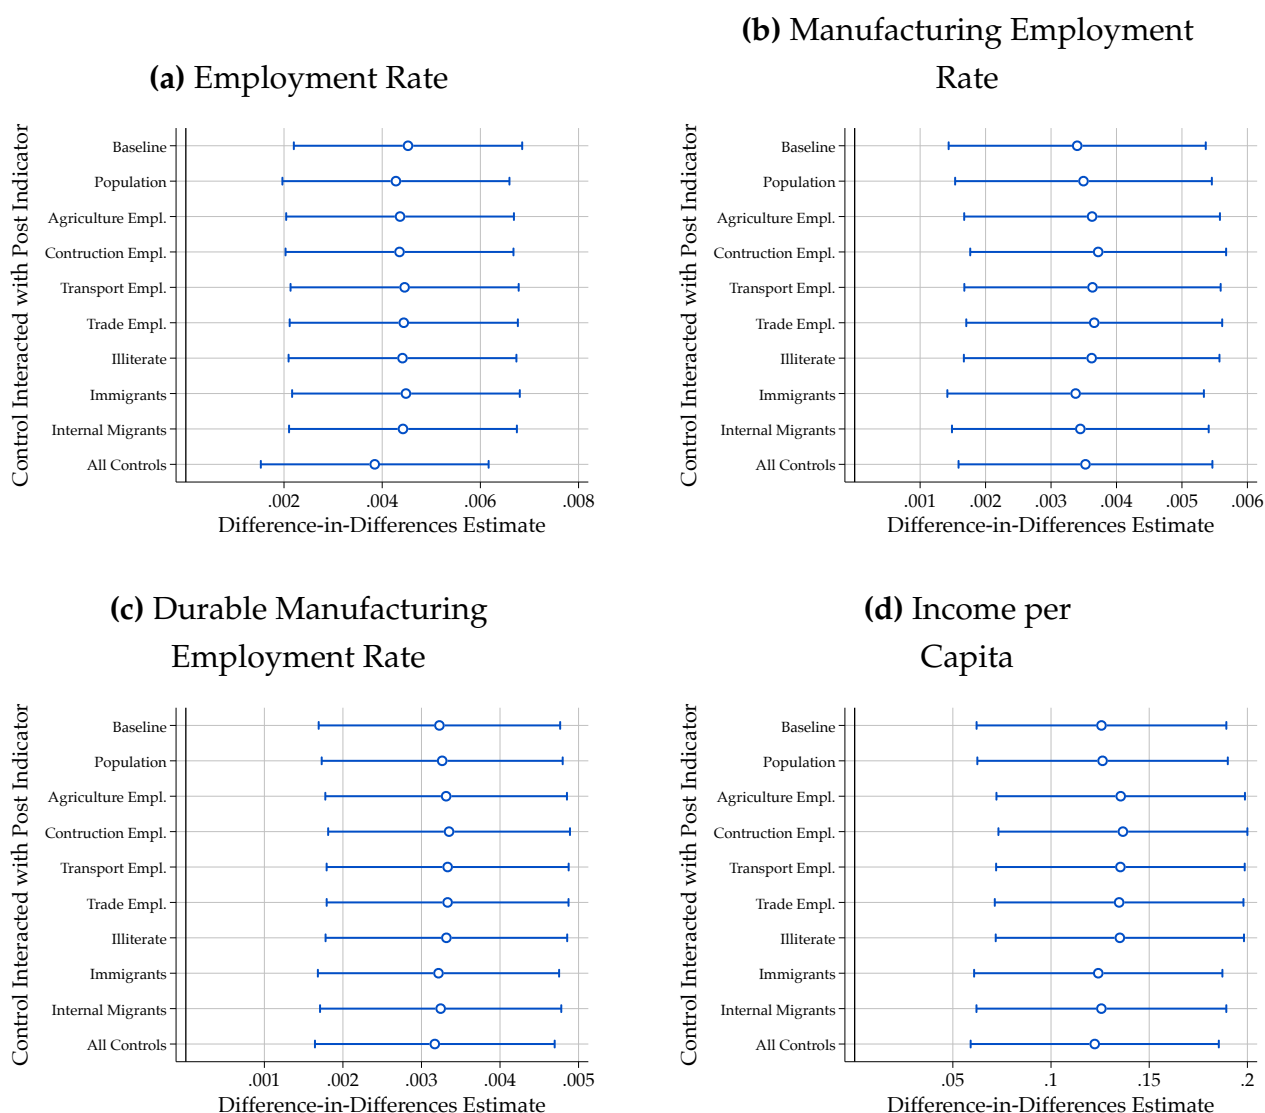 (a) Employment Rate
Control Interacted with Post Indicator
Baseline
Population
Agriculture Empl.
Contruction Empl.
Transport Empl.
Trade Empl.
Illiterate
Immigrants
Internal Migrants
All Controls
.002 .004 .006 .008
Difference-in-Differences Estimate
(b) Manufacturing Employment
Rate
Control Interacted with Post Indicator
Baseline
Population
Agriculture Empl.
Contruction Empl.
Transport Empl.
Trade Empl.
Illiterate
Immigrants
Internal Migrants
All Controls
.001 .002 .003 .004 .005 .006
Difference-in-Differences Estimate
(c) Durable Manufacturing
Employment Rate
Control Interacted with Post Indicator
Baseline
Population
Agriculture Empl.
Contruction Empl.
Transport Empl.
Trade Empl.
Illiterate
Immigrants
Internal Migrants
All Controls
.001 .002 .003 .004 .005
Difference-in-Differences Estimate
(d) Income per
Capita
Control Interacted with Post Indicator
Baseline
Population
Agriculture Empl.
Contruction Empl.
Transport Empl.
Trade Empl.
Illiterate
Immigrants
Internal Migrants
All Controls
.05 .1 .15 .2
Difference-in-Differences Estimate